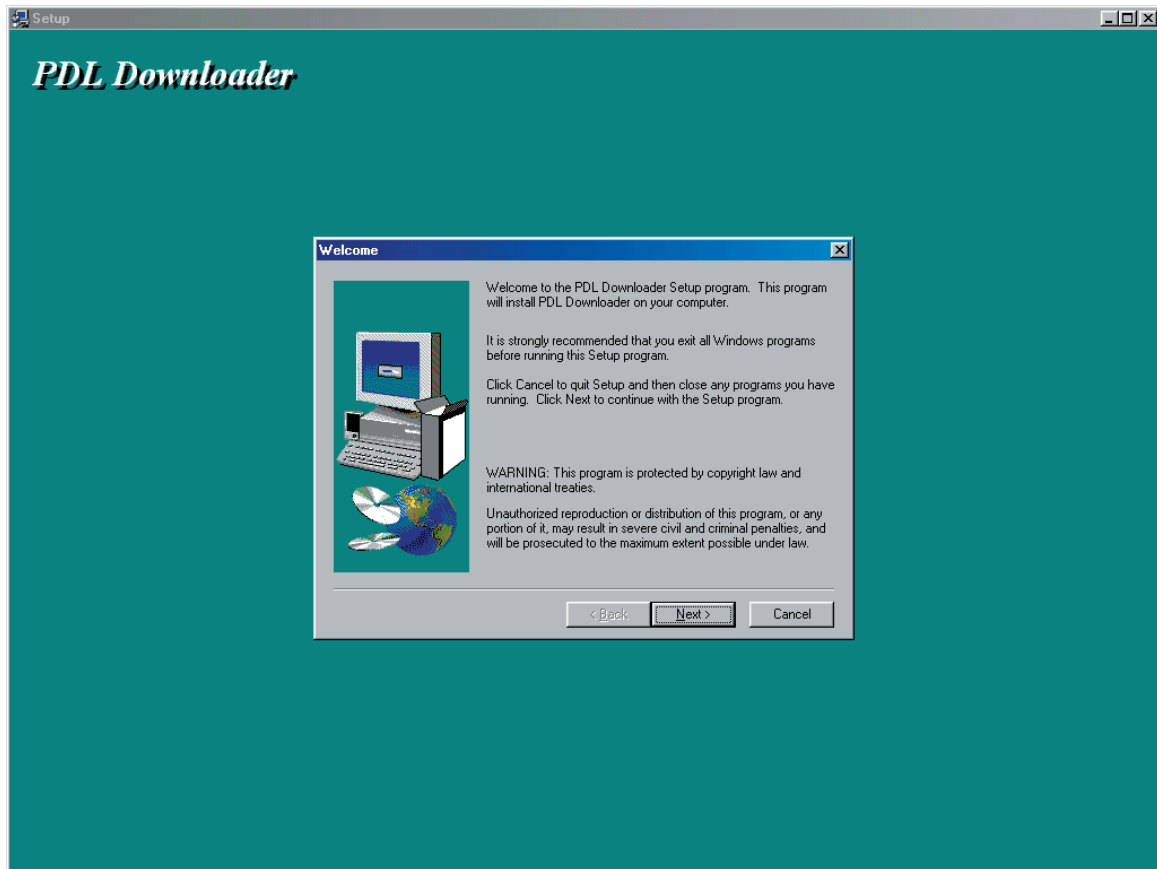 Setup
PDL Downloader
Welcome
Welcome to the PDL Downloader Setup program.  This program
will install PDL Downloader on your computer.
It is strongly recommended that you exit all Windows programs
before running this Setup program.
Click Cancel to quit Setup and then close any programs you have
running.  Click Next to continue with the Setup program.
WARNING: This program is protected by copyright law and
international treaties.
Unauthorized reproduction or distribution of this program, or any
portion of it, may result in severe civil and criminal penalties, and
will be prosecuted to the maximum extent possible under law.
< Back Next > Cancel